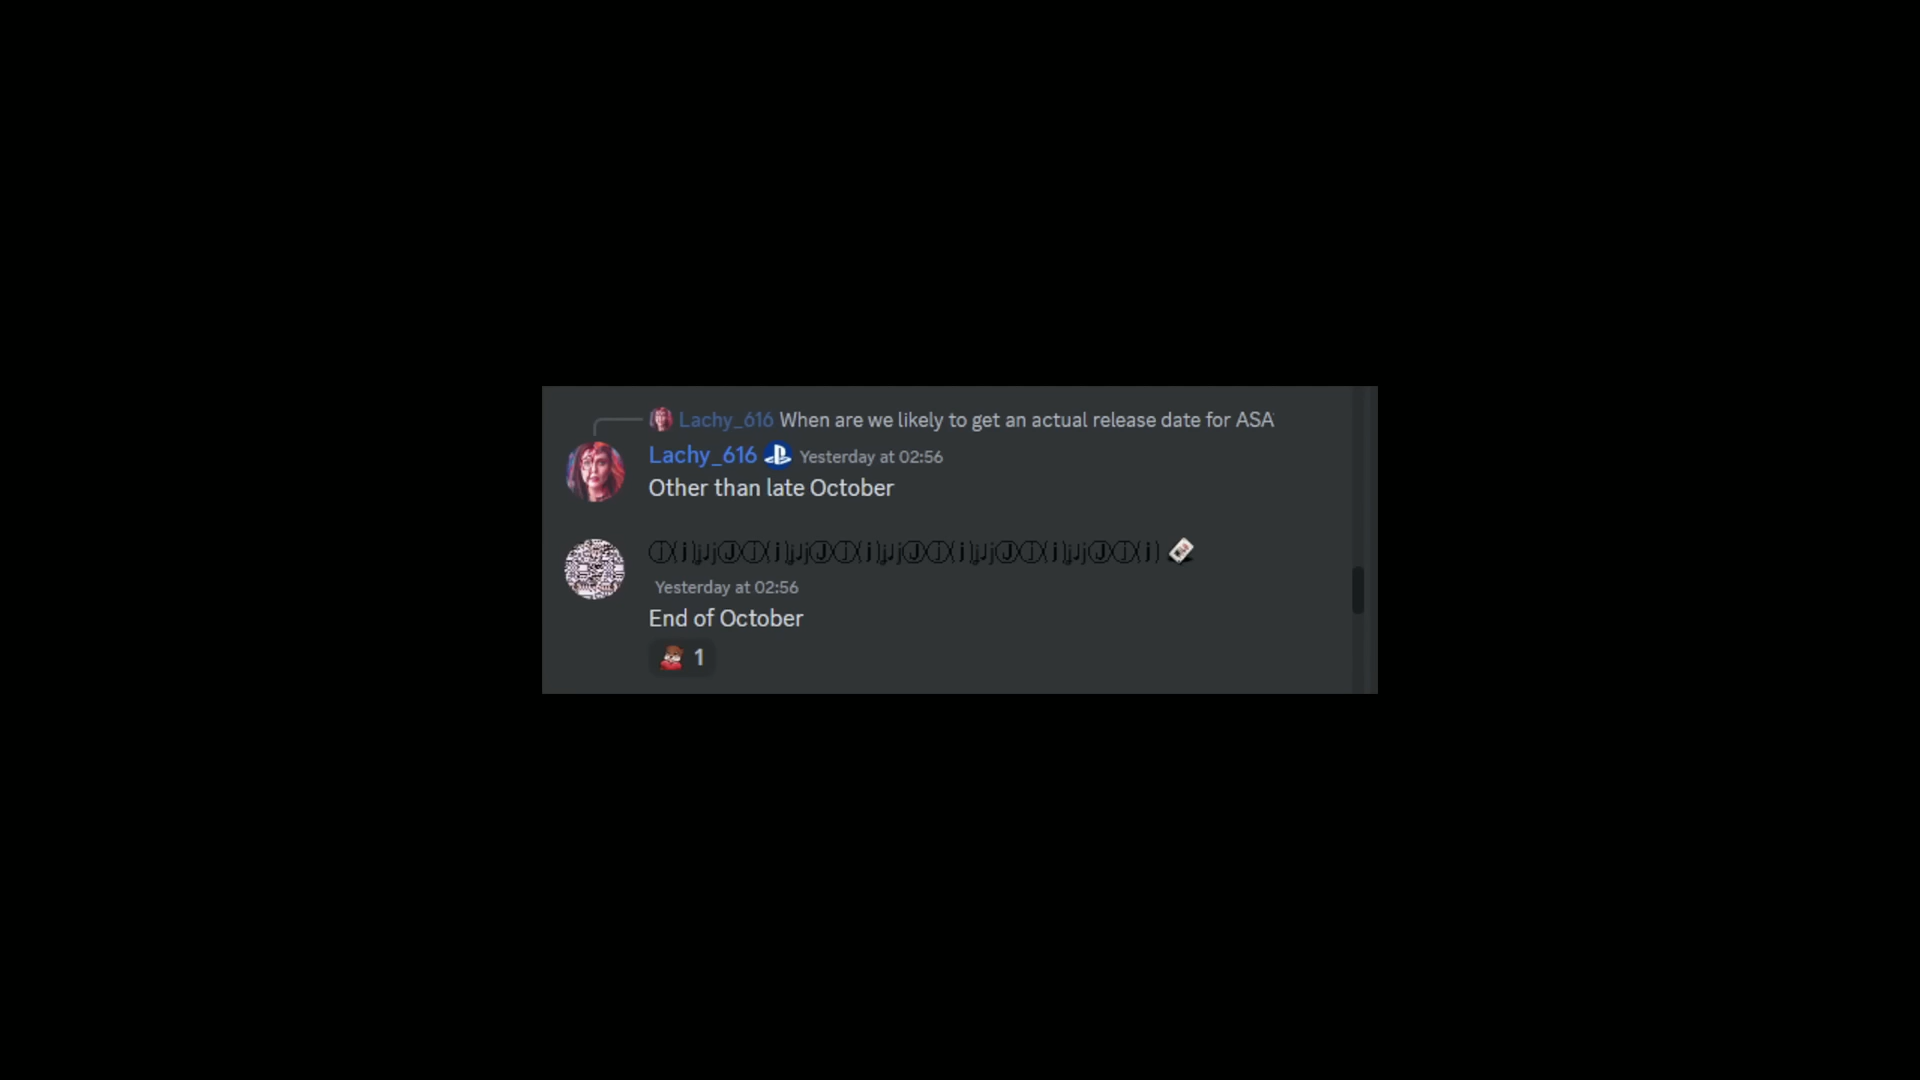 Lachy_616 When are we likely to get an actual release date for ASA
Lachy_616 Yesterday at 02:56
Other than late October
Yesterday at 02:56
End of October
1